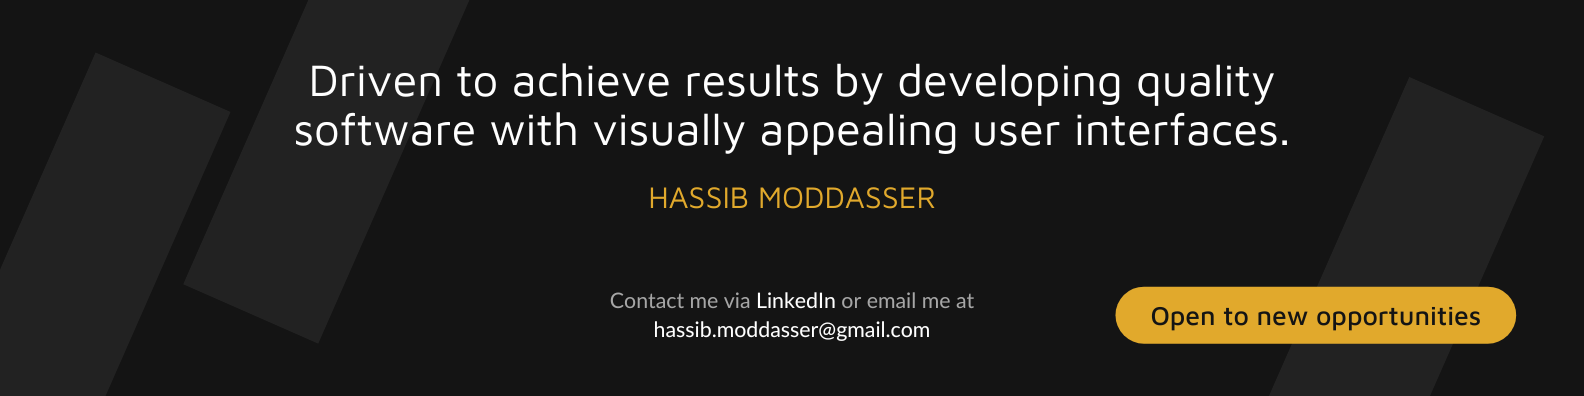 Driven to achieve results by developing quality
software with visually appealing user interfaces.
HASSIB MODDASSER
Contact me via LinkedIn or email me at
hassib.moddasser@gmail.com
Open to new opportunities